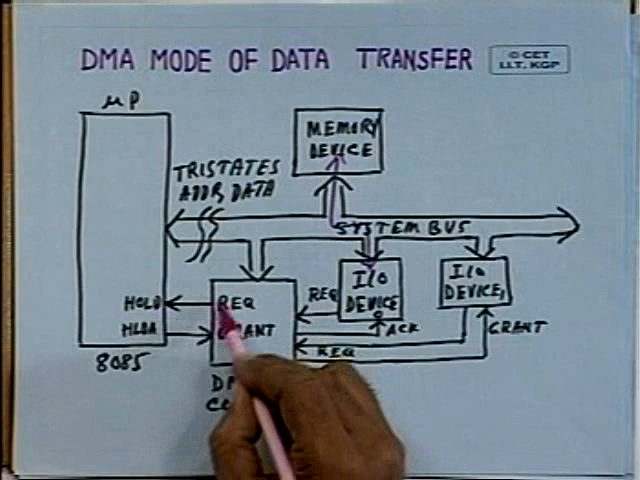 DMA MODE OF DATA TRANSFER
© CET
I.I.T. KGP
μP
MEMORY
DEVICE
TRISTATES
ADDR DATA
SYSTEM BUS
I/O
DEVICE
I/O
DEVICE,
HOLD
REQ
REQ
HLDA
GRANT
ACK
GRANT
REQ
8085